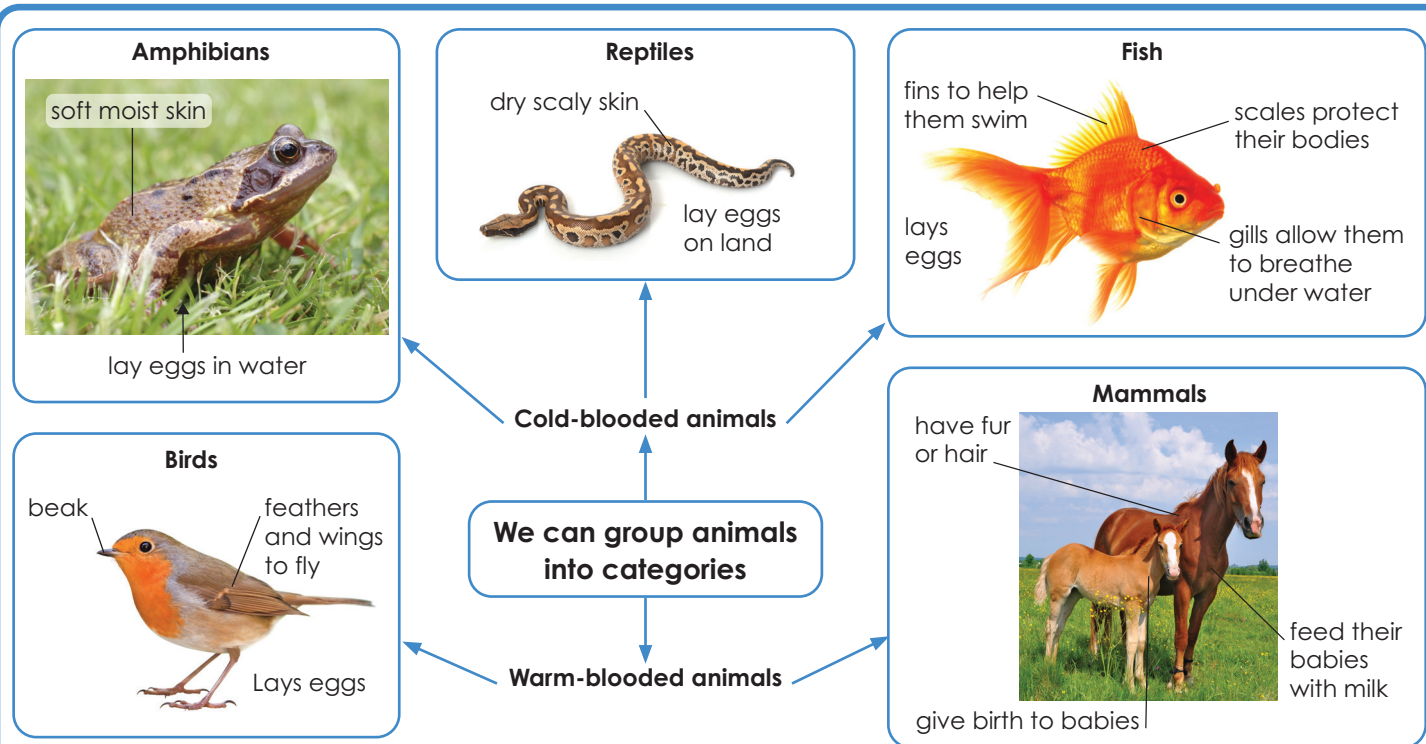 Amphibians
soft moist skin
lay eggs in water
Reptiles
dry scaly skin
lay eggs
on land
Fish
fins to help
them swim
scales protect
their bodies
lays
eggs
gills allow them
to breathe
under water
Cold-blooded animals
Birds
beak
feathers
and wings
to fly
Lays eggs
We can group animals
into categories
Warm-blooded animals
Mammals
have fur
or hair
feed their
babies
with milk
give birth to babies